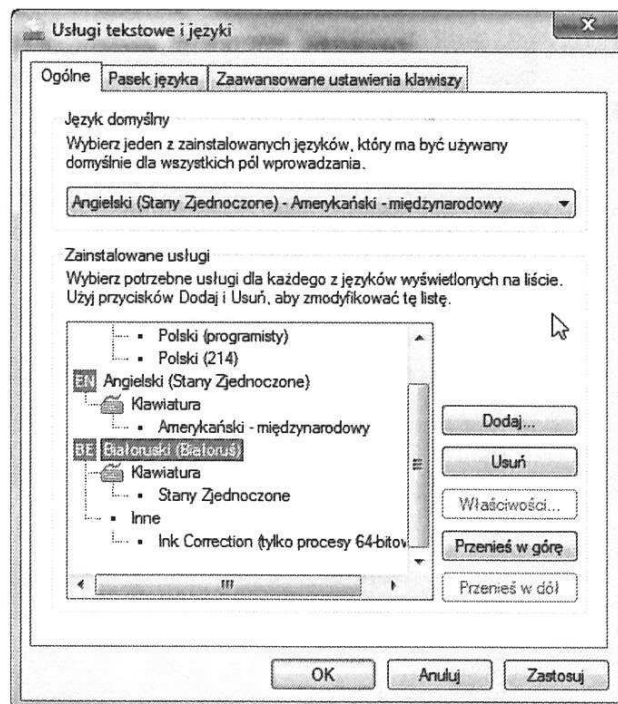 Usługi tekstowe i języki
Ogólne
Pasek języka
Zaawansowane ustawienia klawiszy
Język domyślny
Wybierz jeden z zainstalowanych języków, który ma być używany
domyślnie dla wszystkich pól wprowadzania.
Angielski (Stany Zjednoczone) - Amerykański - międzynarodowy
Zainstalowane usługi
Wybierz potrzebne usługi dla każdego z języków wyświetlonych na liście.
Użyj przycisków Dodaj i Usuń, aby zmodyfikować tę listę.
Polski (programisty)
Polski (214)
EN Angielski (Stany Zjednoczone)
Klawiatura
Amerykański - międzynarodowy
BE Białoruski (Białoruś)
Klawiatura
Stany Zjednoczone
Inne
Ink Correction (tylko procesy 64-bitow
Dodaj...
Usuń
Właściwości...
Przenieś w górę
Przenieś w dół
OK
Anuluj
Zastosuj